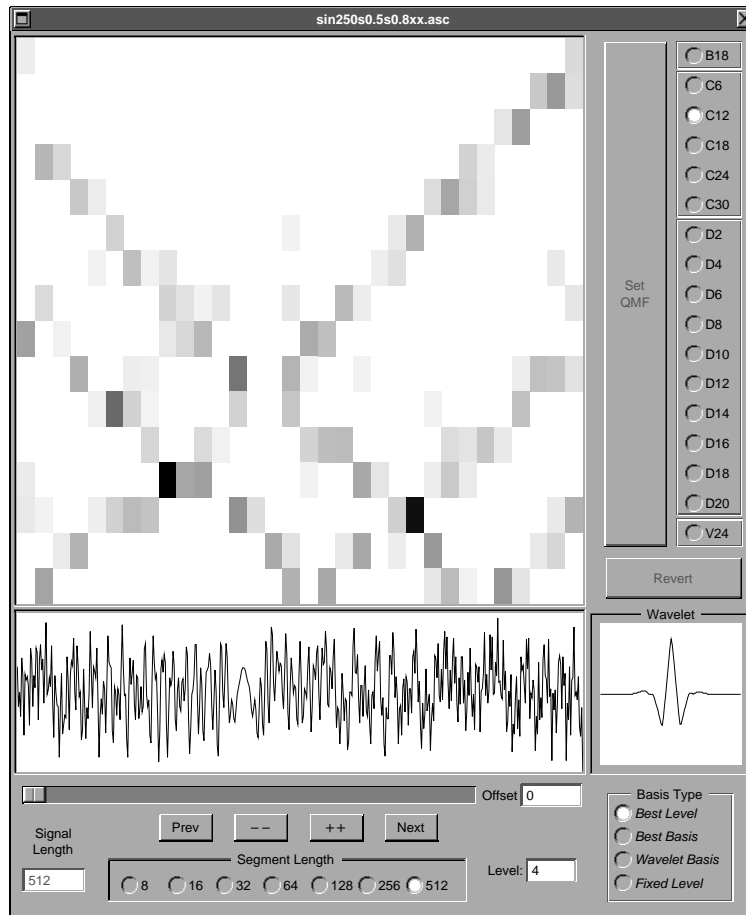 sin250s0.5s0.8xx.asc
Set
QMF
B18
C6
C12
C18
C24
C30
D2
D4
D6
D8
D10
D12
D14
D16
D18
D20
V24
Revert
Wavelet
Offset 0
Prev
−−
++
Next
Signal
Length
512
Segment Length
8 16 32 64 128 256 512
Level: 4
Basis Type
Best Level
Best Basis
Wavelet Basis
Fixed Level